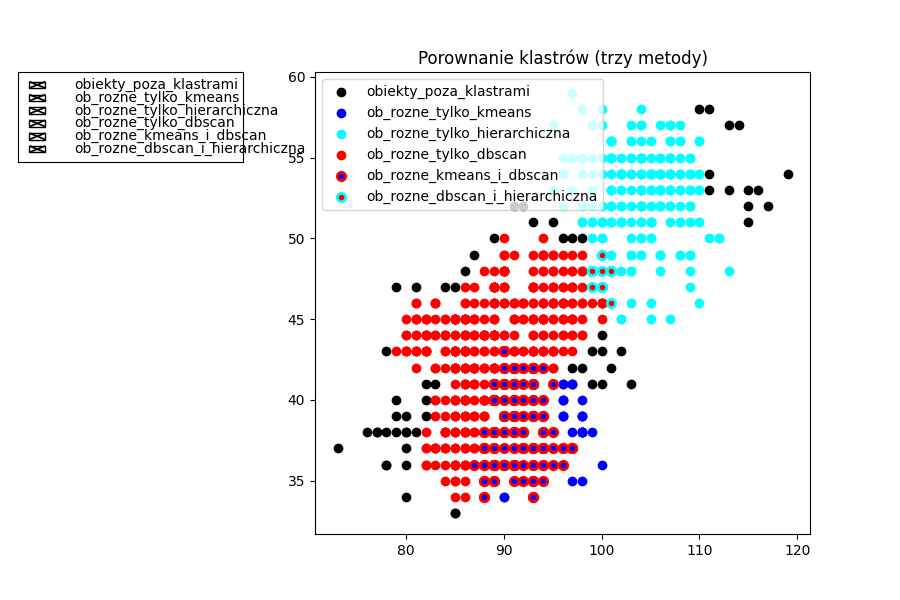 Porownanie klastrów (trzy metody)
obiekty_poza_klastrami
ob_rozne_tylko_kmeans
ob_rozne_tylko_hierarchiczna
ob_rozne_tylko_dbscan
ob_rozne_kmeans_i_dbscan
ob_rozne_dbscan_i_hierarchiczna
obiekty_poza_klastrami
ob_rozne_tylko_kmeans
ob_rozne_tylko_hierarchiczna
ob_rozne_tylko_dbscan
ob_rozne_kmeans_i_dbscan
ob_rozne_dbscan_i_hierarchiczna
60
55
50
45
40
35
80 90 100 110 120